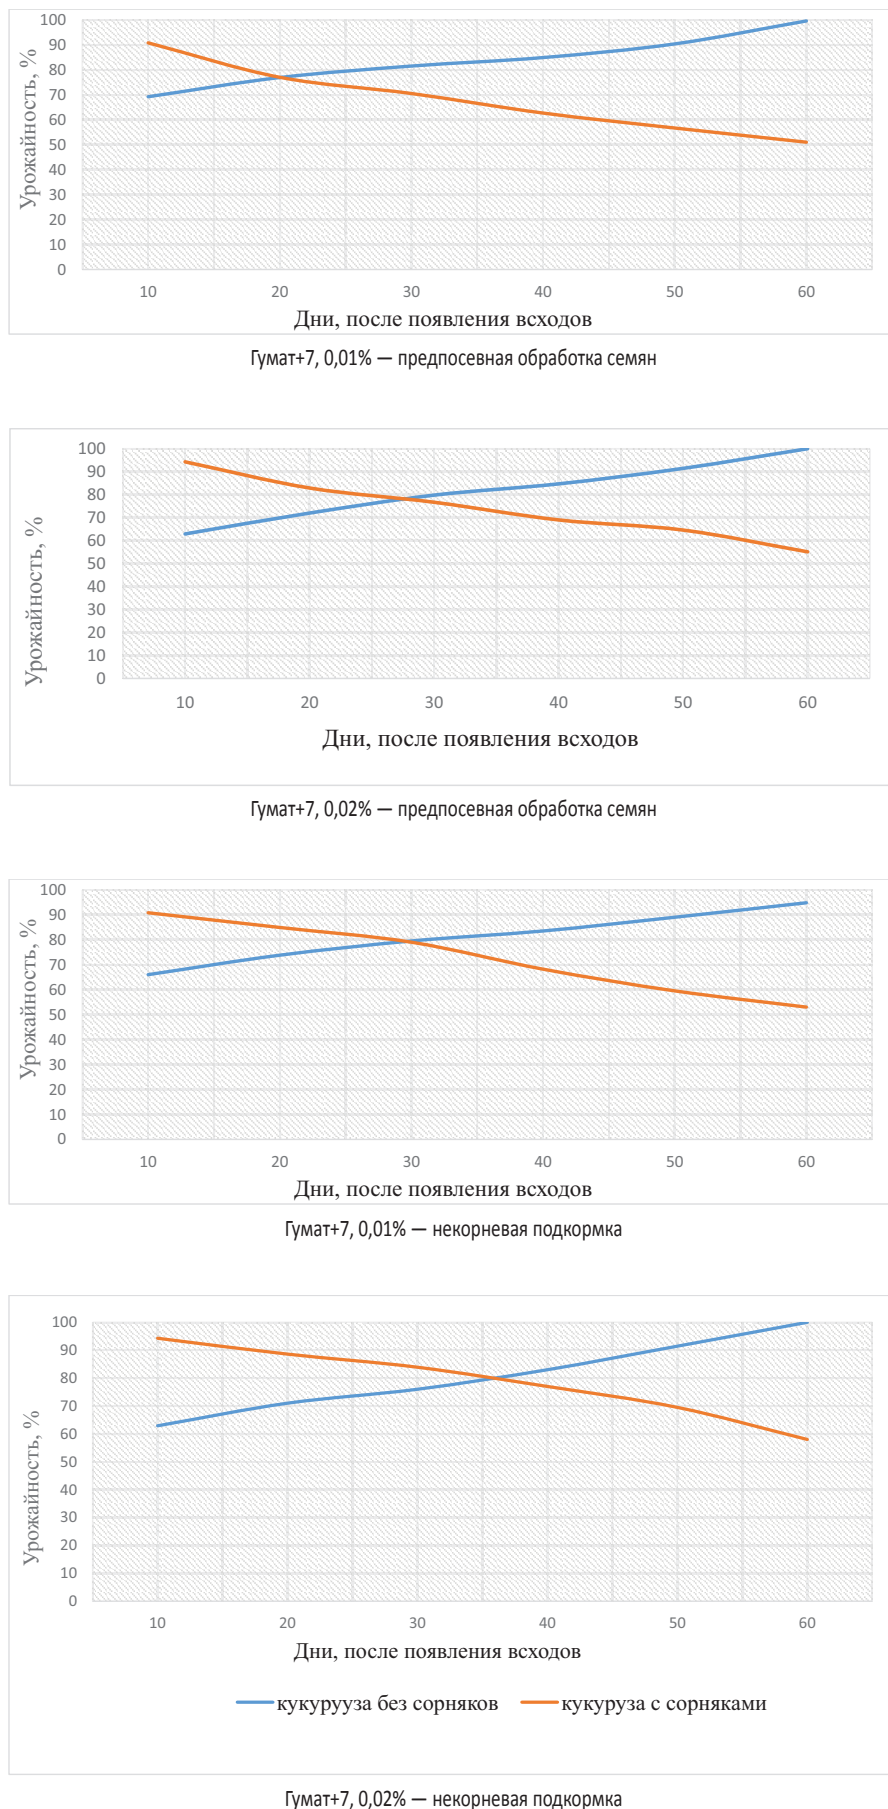 100
90
80
70
60
50
40
30
20
10
0
Урожайность, %
10 20 30 40 50 60
Дни, после появления всходов
Гумат+7, 0,01% — предпосевная обработка семян
100
90
80
70
60
50
40
30
20
10
0
Урожайность, %
10 20 30 40 50 60
Дни, после появления всходов
Гумат+7, 0,02% — предпосевная обработка семян
100
90
80
70
60
50
40
30
20
10
0
Урожайность, %
10 20 30 40 50 60
Дни, после появления всходов
Гумат+7, 0,01% — некорневая подкормка
100
90
80
70
60
50
40
30
20
10
0
Урожайность, %
10 20 30 40 50 60
Дни, после появления всходов
кукурууза без сорняков кукуруза с сорняками
Гумат+7, 0,02% — некорневая подкормка